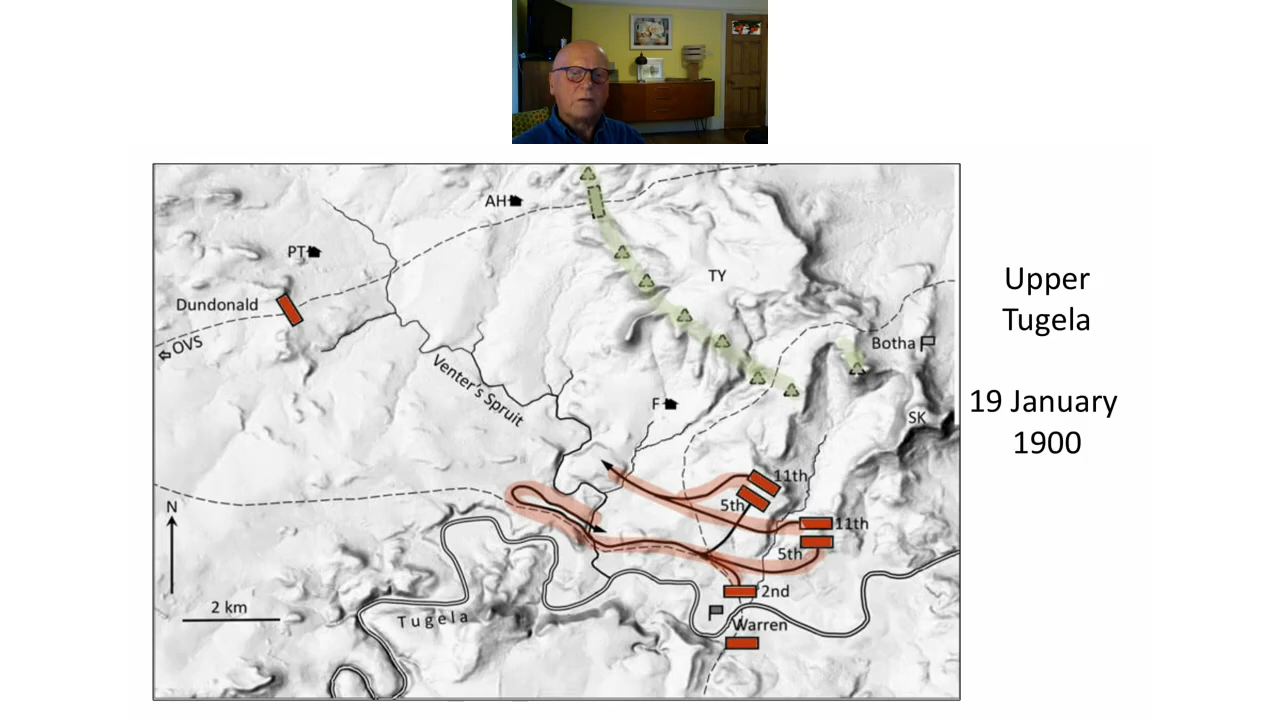 AH
PT
TY
Dundonald
OVS
Botha
Venter's Spruit
F
SK
11th
5th
11th
5th
N
2nd
2 km
Tugela
Warren
Upper
Tugela
19 January
1900